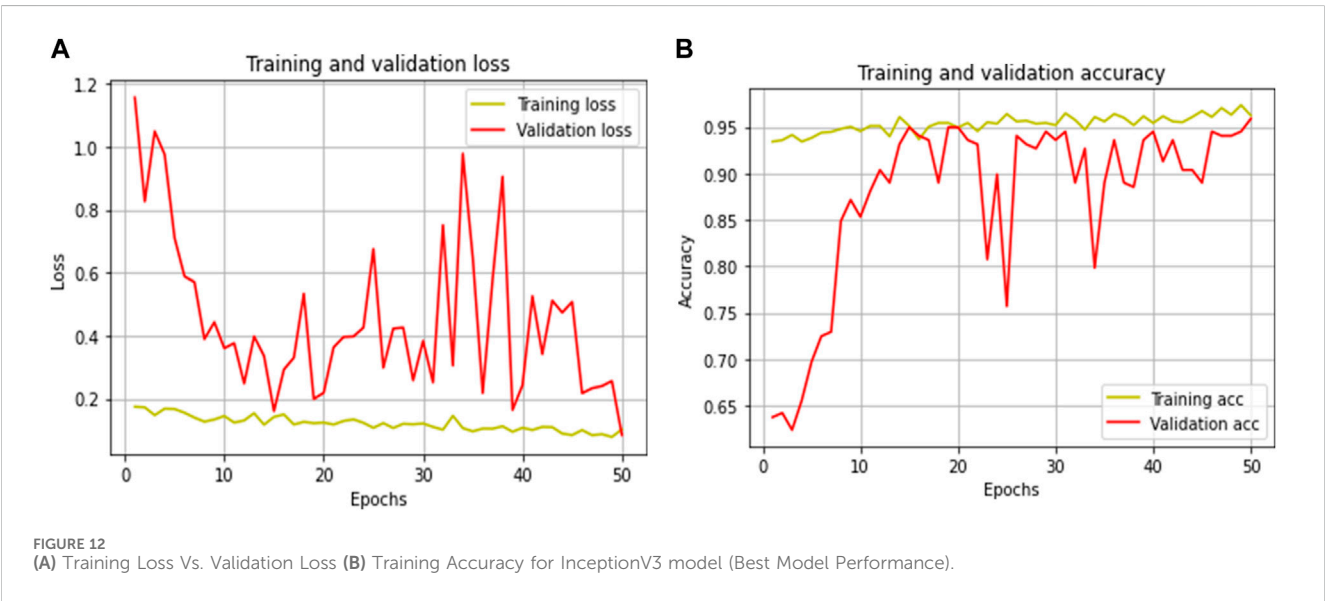 A
Training and validation loss
1.2
1.0
0.8
0.6
0.4
0.2
Loss
Training loss
Validation loss
0 10 20 30 40 50
Epochs
B
Training and validation accuracy
0.95
0.90
0.85
0.80
0.75
0.70
0.65
Accuracy
Training acc
Validation acc
0 10 20 30 40 50
Epochs
FIGURE 12
(A) Training Loss Vs. Validation Loss (B) Training Accuracy for InceptionV3 model (Best Model Performance).